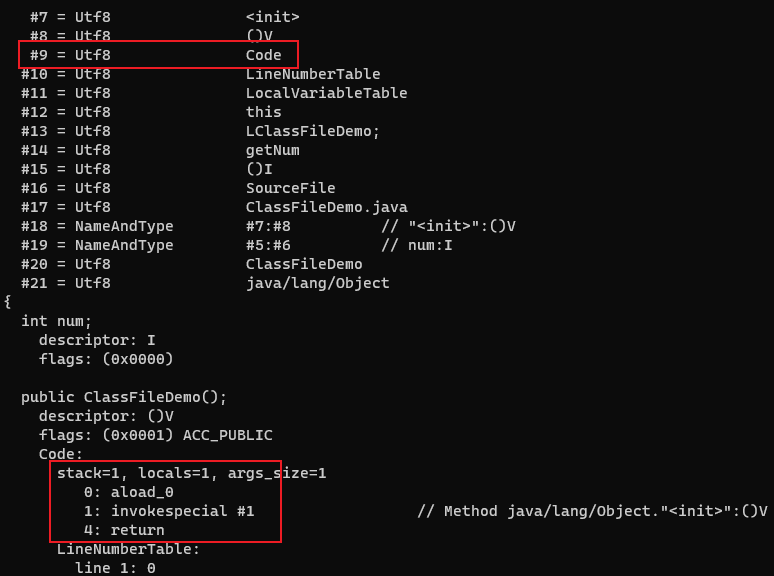 #7 = Utf8               <init>
#8 = Utf8               ()V
#9 = Utf8               Code
#10 = Utf8               LineNumberTable
#11 = Utf8               LocalVariableTable
#12 = Utf8               this
#13 = Utf8               LClassFileDemo;
#14 = Utf8               getNum
#15 = Utf8               ()I
#16 = Utf8               SourceFile
#17 = Utf8               ClassFileDemo.java
#18 = NameAndType        #7:#8          // "<init>":()V
#19 = NameAndType        #5:#6          // num:I
#20 = Utf8               ClassFileDemo
#21 = Utf8               java/lang/Object
{
  int num;
    descriptor: I
    flags: (0x0000)

  public ClassFileDemo();
    descriptor: ()V
    flags: (0x0001) ACC_PUBLIC
    Code:
      stack=1, locals=1, args_size=1
         0: aload_0
         1: invokespecial #1                  // Method java/lang/Object."<init>":()V
         4: return
      LineNumberTable:
        line 1: 0